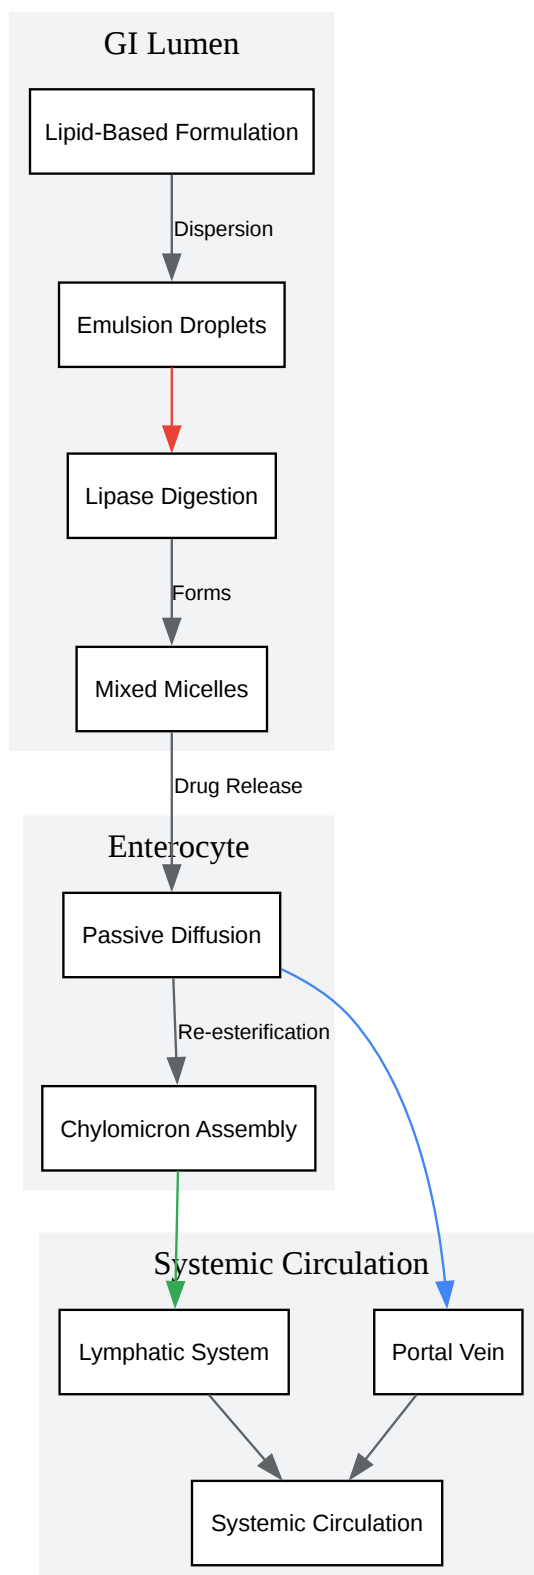 GI Lumen
Lipid-Based Formulation
Dispersion
Emulsion Droplets
Lipase Digestion
Forms
Mixed Micelles
Drug Release
Enterocyte
Passive Diffusion
Re-esterification
Chylomicron Assembly
Systemic Circulation
Lymphatic System
Portal Vein
Systemic Circulation